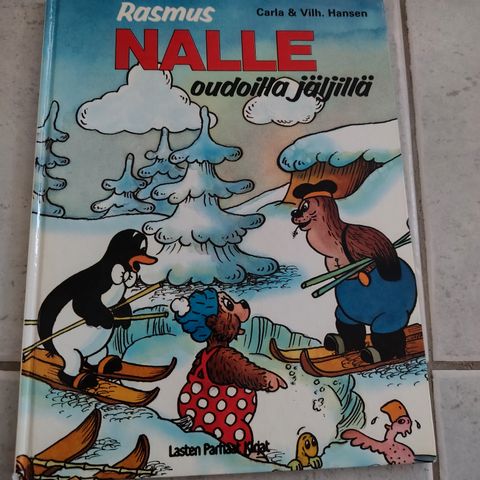 Rasmus
Carla & Vilh. Hansen
NALLE
oudoilla jäljillä
Lasten Parhaat Kirjat